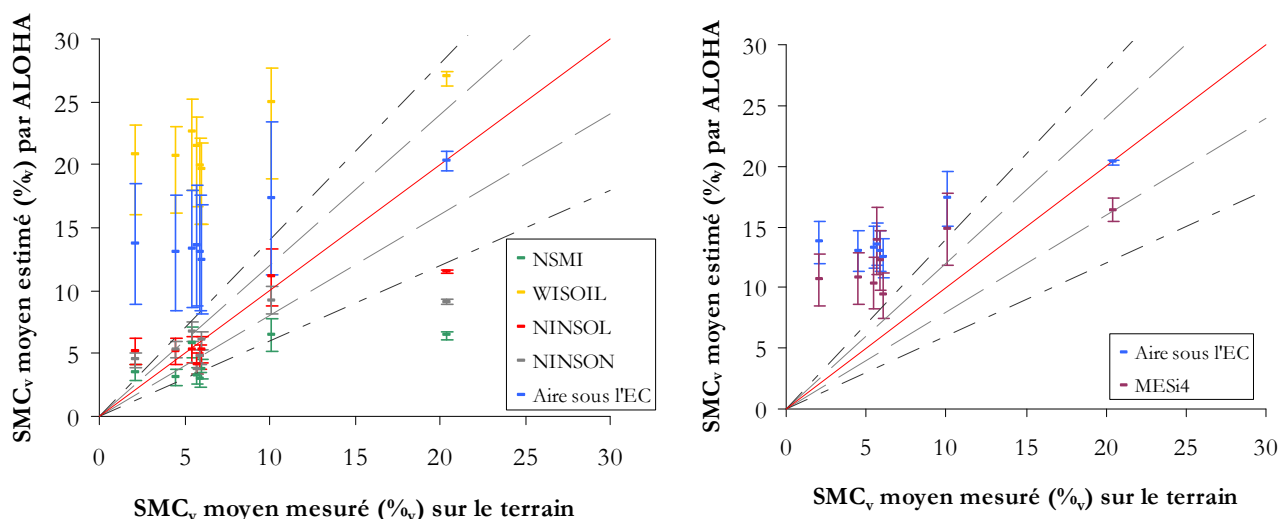 SMCv moyen estimé (%v) par ALOHA
30
25
20
15
10
5
0
0 5 10 15 20 25 30
SMCv moyen mesuré (%v) sur le terrain
NSMI
WISOIL
NINSOL
NINSON
Aire sous l'EC
SMCv moyen estimé (%v) par ALOHA
30
25
20
15
10
5
0
0 5 10 15 20 25 30
SMCv moyen mesuré (%v) sur le terrain
Aire sous l'EC
MESi4